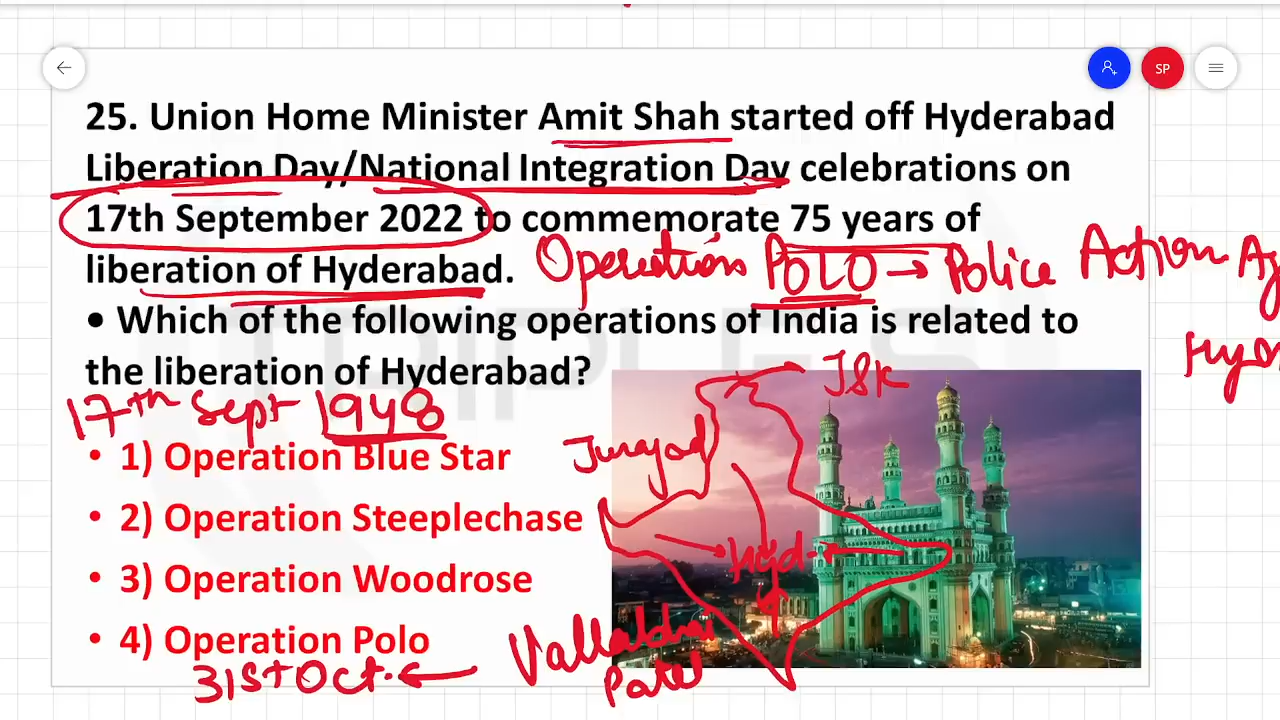 SP
25. Union Home Minister Amit Shah started off Hyderabad
Liberation Day/National Integration Day celebrations on
17th September 2022 to commemorate 75 years of
liberation of Hyderabad.
Operation POLO → Police Action Ag
Hyd
• Which of the following operations of India is related to
the liberation of Hyderabad?
17th Sept 1948
J&K
• 1) Operation Blue Star
• 2) Operation Steeplechase
Hyd.
• 3) Operation Woodrose
• 4) Operation Polo
31st Oct.
Patel